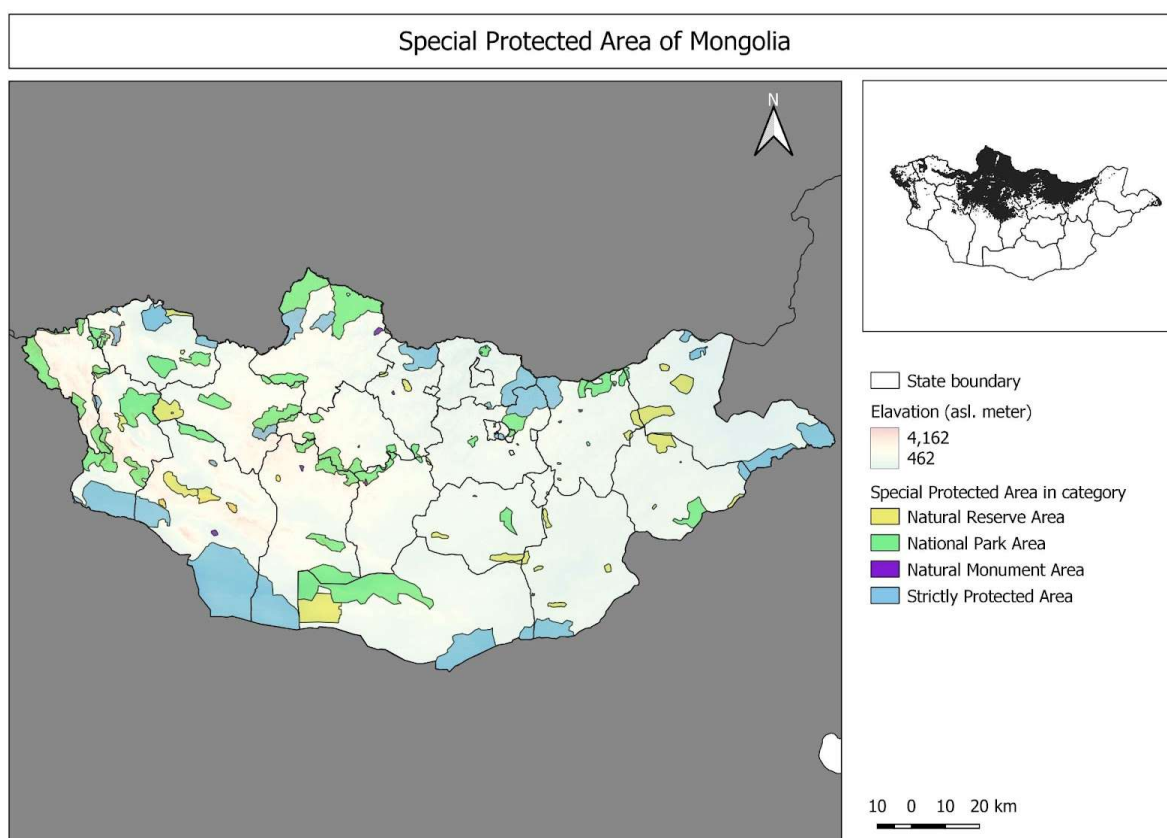 Special Protected Area of Mongolia
N
State boundary
Elavation (asl. meter)
4,162
462
Special Protected Area in category
Natural Reserve Area
National Park Area
Natural Monument Area
Strictly Protected Area
10 0 10 20 km